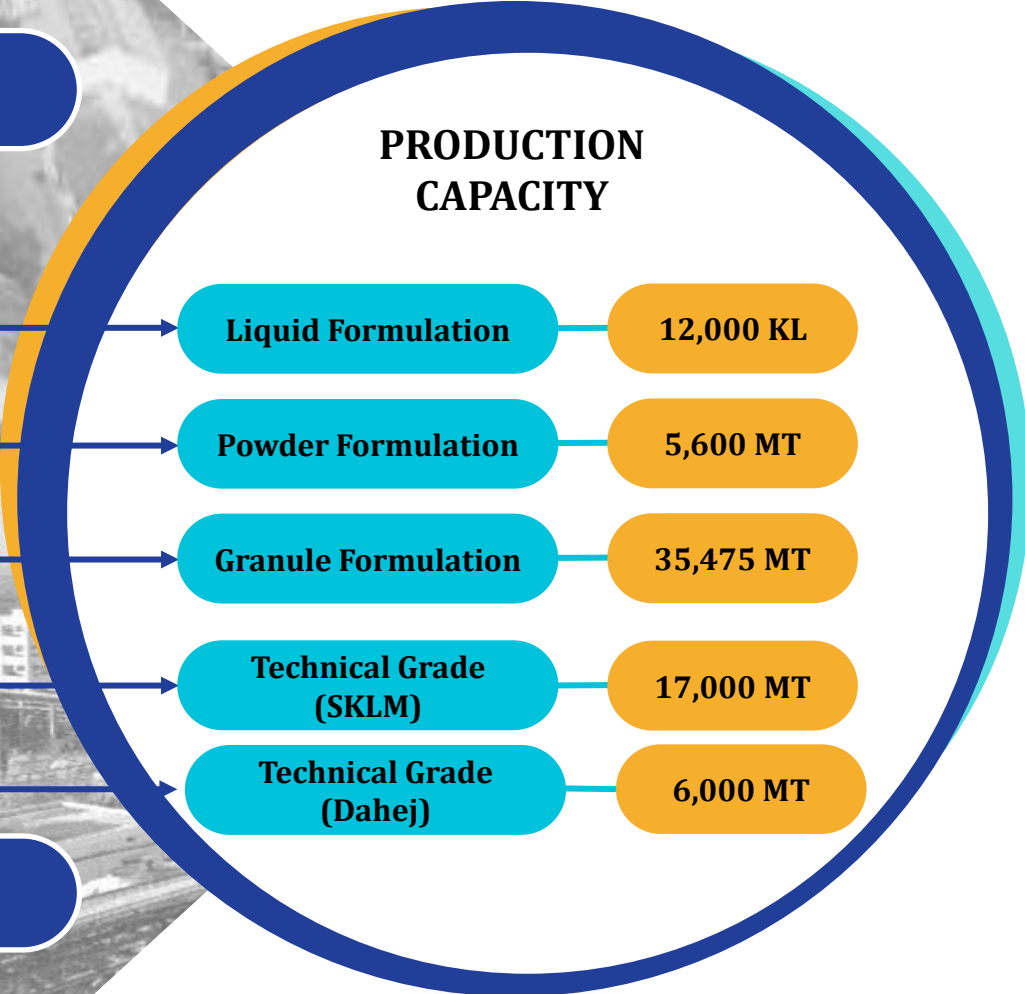 PRODUCTION
CAPACITY
Liquid Formulation 12,000 KL
Powder Formulation 5,600 MT
Granule Formulation 35,475 MT
Technical Grade
(SKLM) 17,000 MT
Technical Grade
(Dahej) 6,000 MT